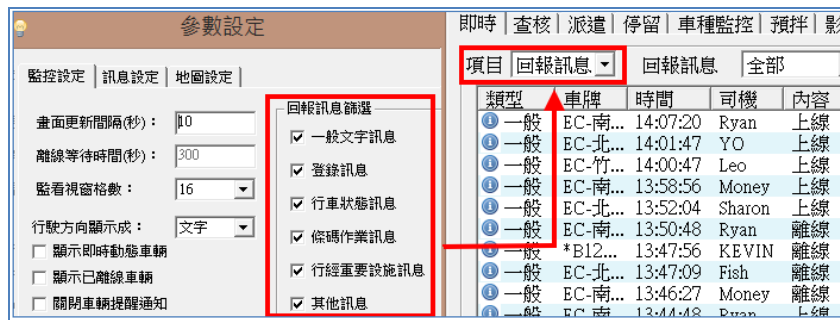 參數設定
監控設定 訊息設定 地圖設定
畫面更新間隔(秒)： 10
離線等待時間(秒)： 300
監看視窗格數： 16
行駛方向顯示成： 文字
顯示即時動態車輛
顯示已離線車輛
關閉車輛提醒通知
回報訊息篩選
一般文字訊息
登錄訊息
行車狀態訊息
條碼作業訊息
行經重要設施訊息
其他訊息
即時 查核 派遣 停留 車種監控 預拌
項目 回報訊息 回報訊息 全部
類型 車牌 時間 司機 內容
一般 EC-南... 14:07:20 Ryan 上線
一般 EC-北... 14:01:47 YO 上線
一般 EC-竹... 14:00:47 Leo 上線
一般 EC-南... 13:58:56 Money 上線
一般 EC-北... 13:52:04 Sharon 上線
一般 EC-南... 13:50:48 Ryan 離線
一般 *B12... 13:47:56 KEVIN 離線
一般 EC-北... 13:47:09 Fish 離線
一般 EC-南... 13:46:27 Money 離線
一般 EC-南... 13:44:48 Ryan 上線